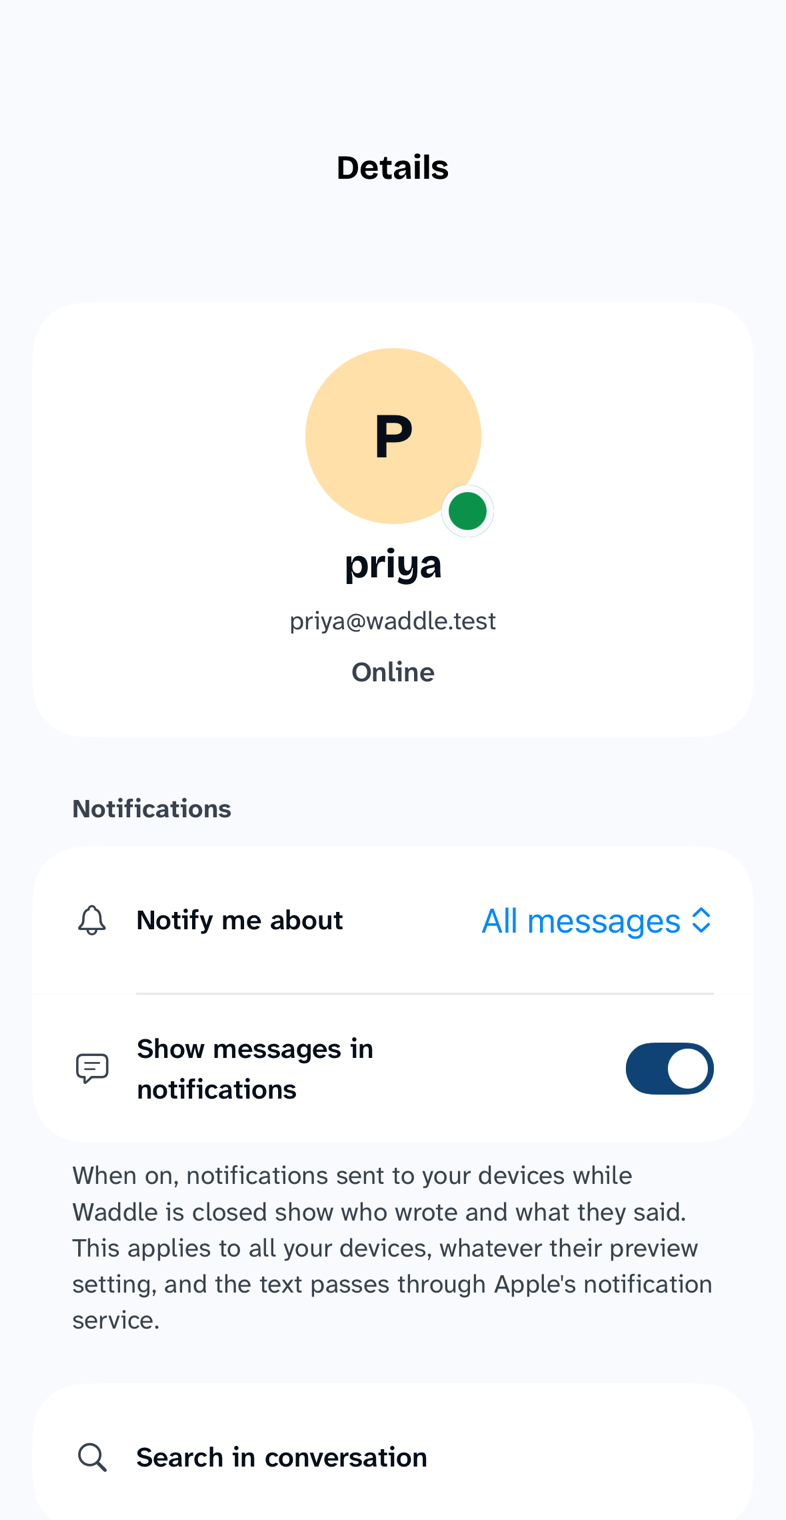 Details
P
priya
priya@waddle.test
Online
Notifications
Notify me about
All messages
Show messages in
notifications
When on, notifications sent to your devices while
Waddle is closed show who wrote and what they said.
This applies to all your devices, whatever their preview
setting, and the text passes through Apple's notification
service.
Search in conversation